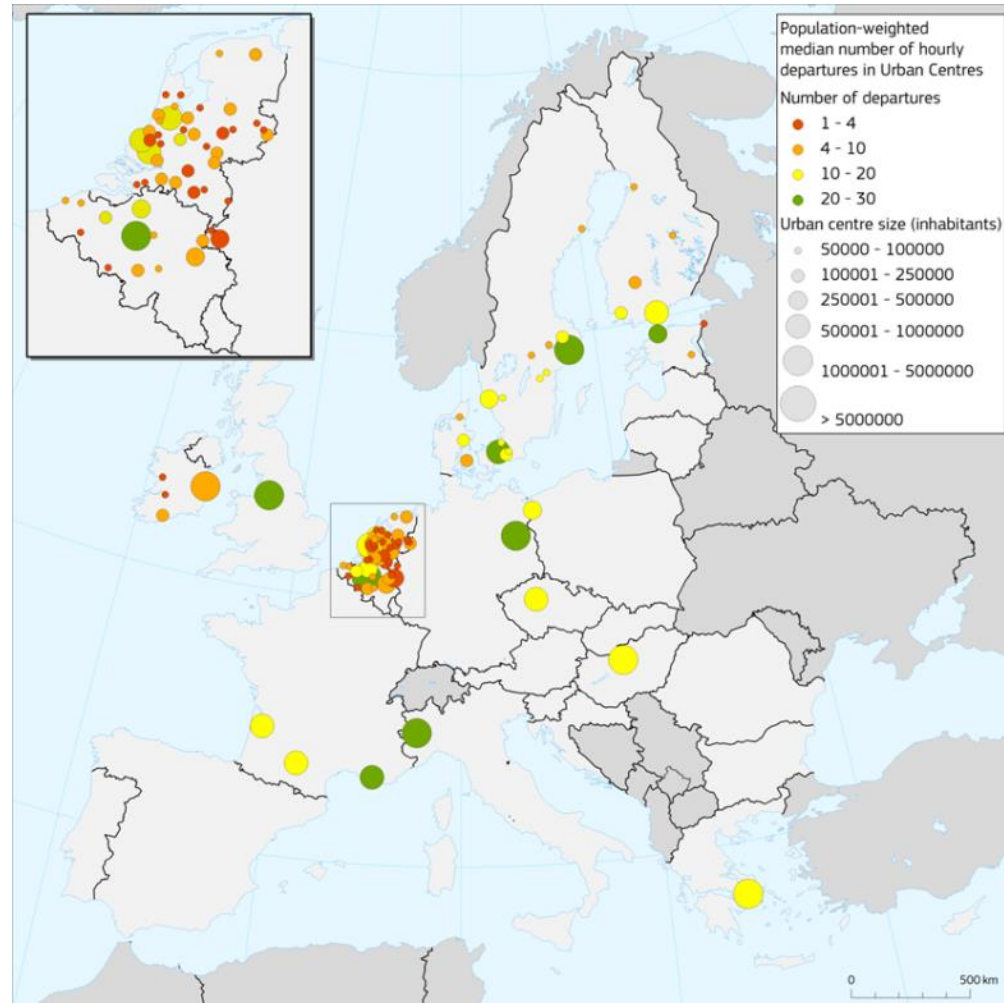 Population-weighted
median number of hourly
departures in Urban Centres
Number of departures
1 - 4
4 - 10
10 - 20
20 - 30
Urban centre size (inhabitants)
50000 - 100000
100001 - 250000
250001 - 500000
500001 - 1000000
1000001 - 5000000
> 5000000
0 500 km